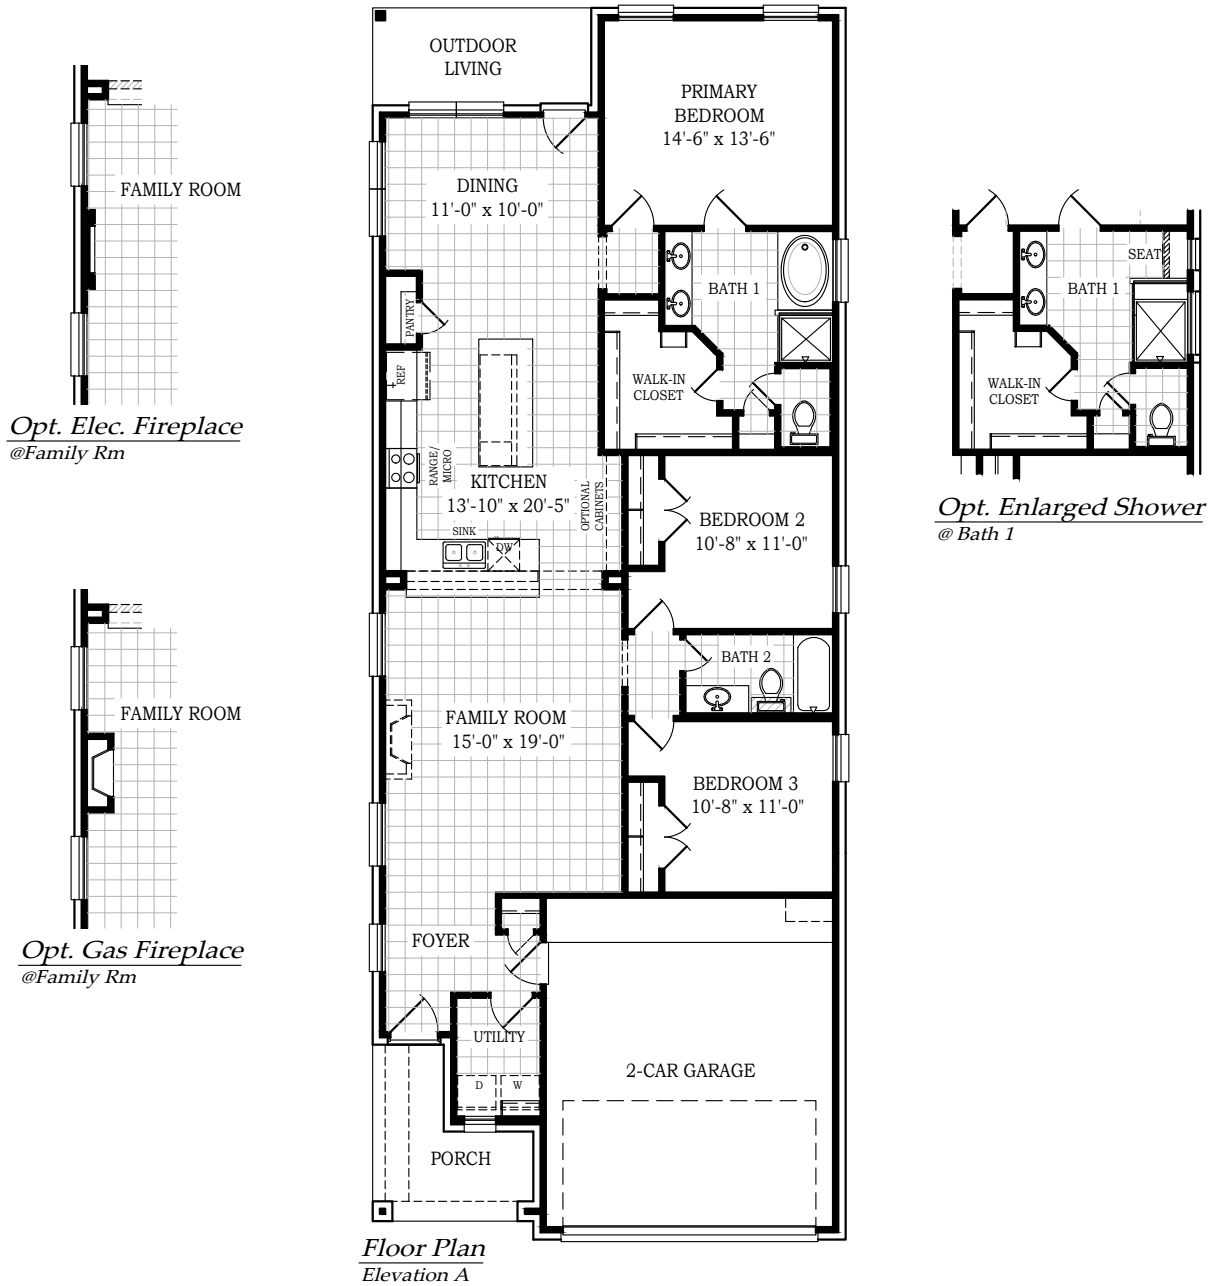 OUTDOOR
LIVING
PRIMARY
BEDROOM
14'-6" x 13'-6"
FAMILY ROOM
DINING
11'-0" x 10'-0"
BATH 1
PANTRY
REF
WALK-IN
CLOSET
RANGE/
MICRO
KITCHEN
13'-10" x 20'-5"
OPTIONAL
CABINETS
SINK
DW
BEDROOM 2
10'-8" x 11'-0"
SEAT
BATH 1
WALK-IN
CLOSET
Opt. Enlarged Shower
@ Bath 1
Opt. Elec. Fireplace
@Family Rm
BATH 2
FAMILY ROOM
FAMILY ROOM
15'-0" x 19'-0"
BEDROOM 3
10'-8" x 11'-0"
Opt. Gas Fireplace
@Family Rm
FOYER
UTILITY
D
W
2-CAR GARAGE
PORCH
Floor Plan
Elevation A